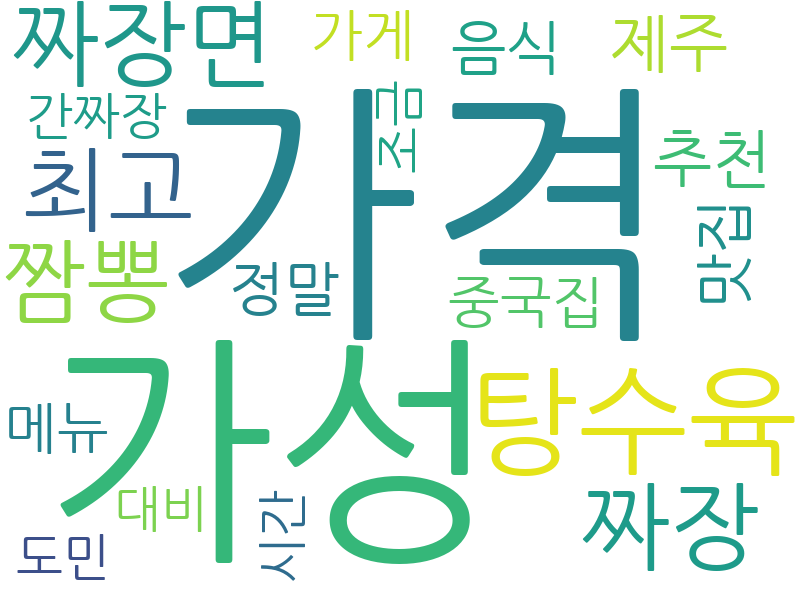 짜장면
가게
음식
제주
간짜장
조금
가격
최고
추천
짬뽕
정말
중국집
맛집
가성
탕수육
메뉴
대비
시간
짜장
도민